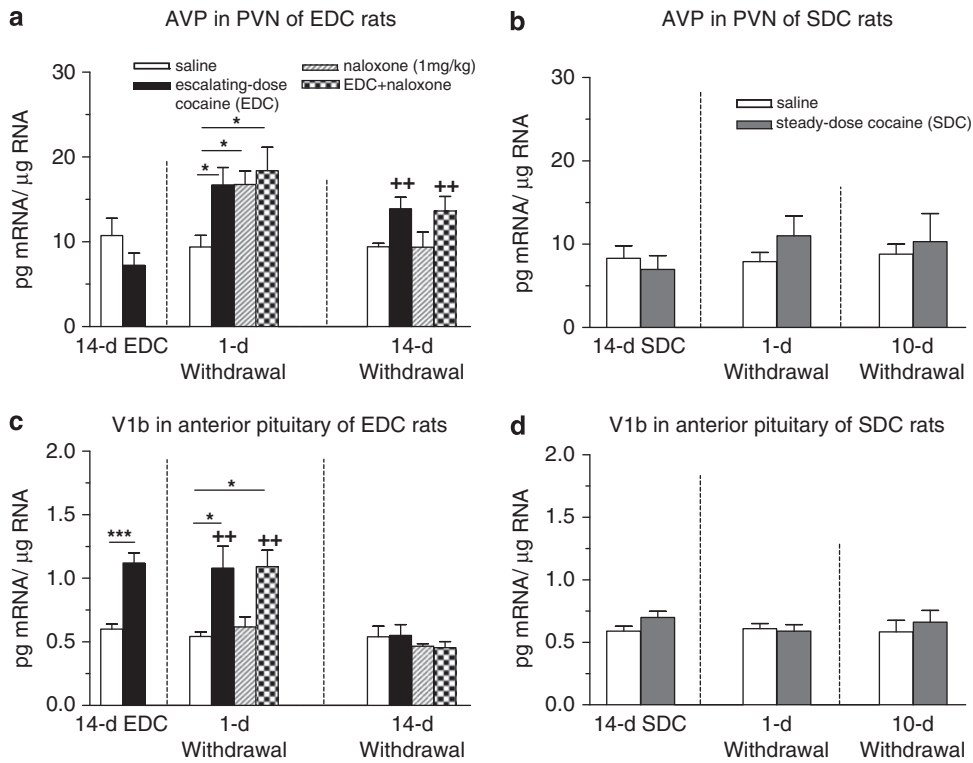 a
AVP in PVN of EDC rats
saline
escalating-dose
cocaine (EDC)
naloxone (1mg/kg)
EDC+naloxone
pg mRNA/ μg RNA
30
20
10
0
*
*
*
++
++
14-d EDC
1-d
Withdrawal
14-d
Withdrawal
b
AVP in PVN of SDC rats
saline
steady-dose cocaine (SDC)
pg mRNA/ μg RNA
30
20
10
0
14-d SDC
1-d
Withdrawal
10-d
Withdrawal
c
V1b in anterior pituitary of EDC rats
pg mRNA/ μg RNA
2.0
1.5
1.0
0.5
0.0
***
*
*
++
++
14-d EDC
1-d
Withdrawal
14-d
Withdrawal
d
V1b in anterior pituitary of SDC rats
pg mRNA/ μg RNA
2.0
1.5
1.0
0.5
0.0
14-d SDC
1-d
Withdrawal
10-d
Withdrawal